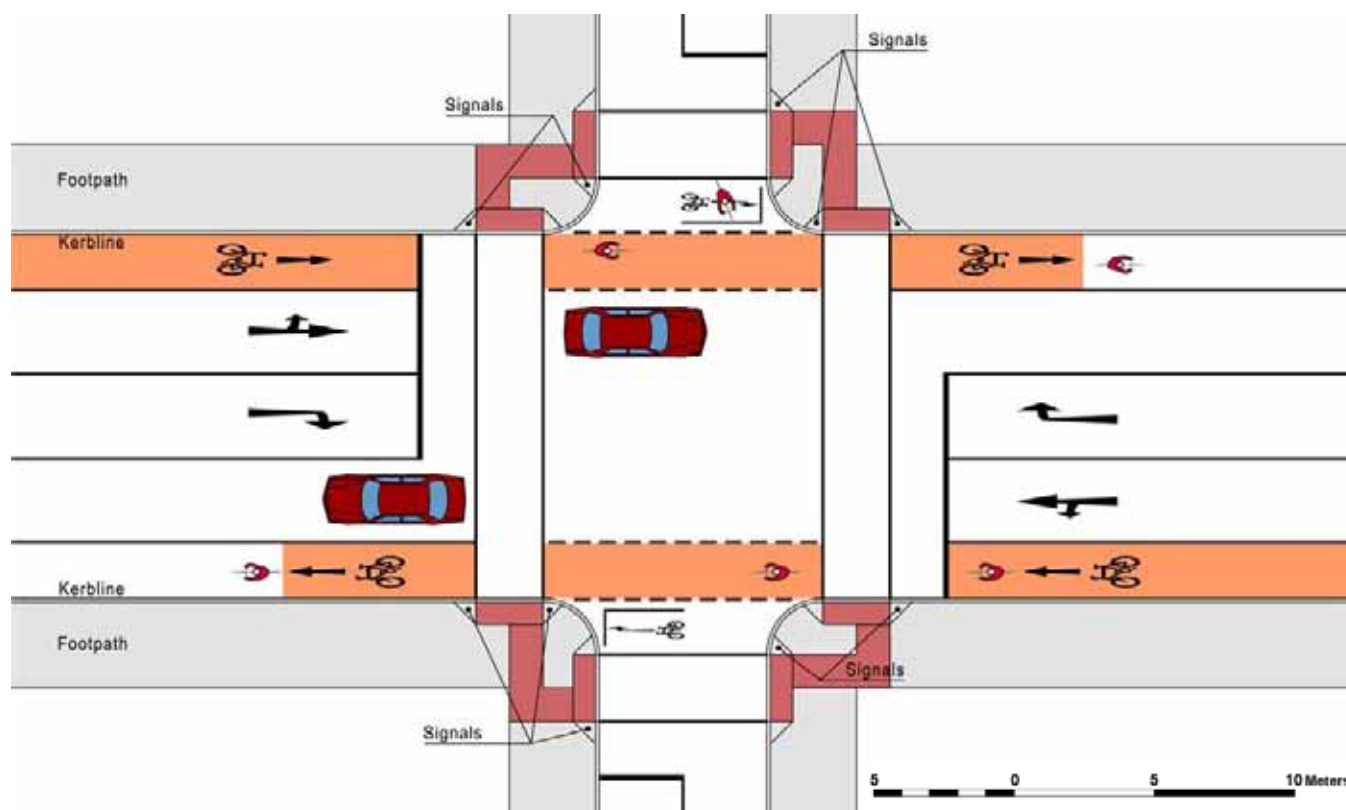 Signals
Signals
Footpath
Kerbline
Kerbline
Footpath
Signals
Signals
5 0 5 10 Meters